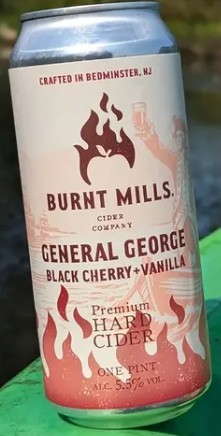 CRAFTED IN BEDMINSTER, NJ
BURNT MILLS.
CIDER
COMPANY
GENERAL GEORGE
BLACK CHERRY+VANILLA
Premium
HARD
CIDER
ONE PINT
ALC. 5.5% VOL